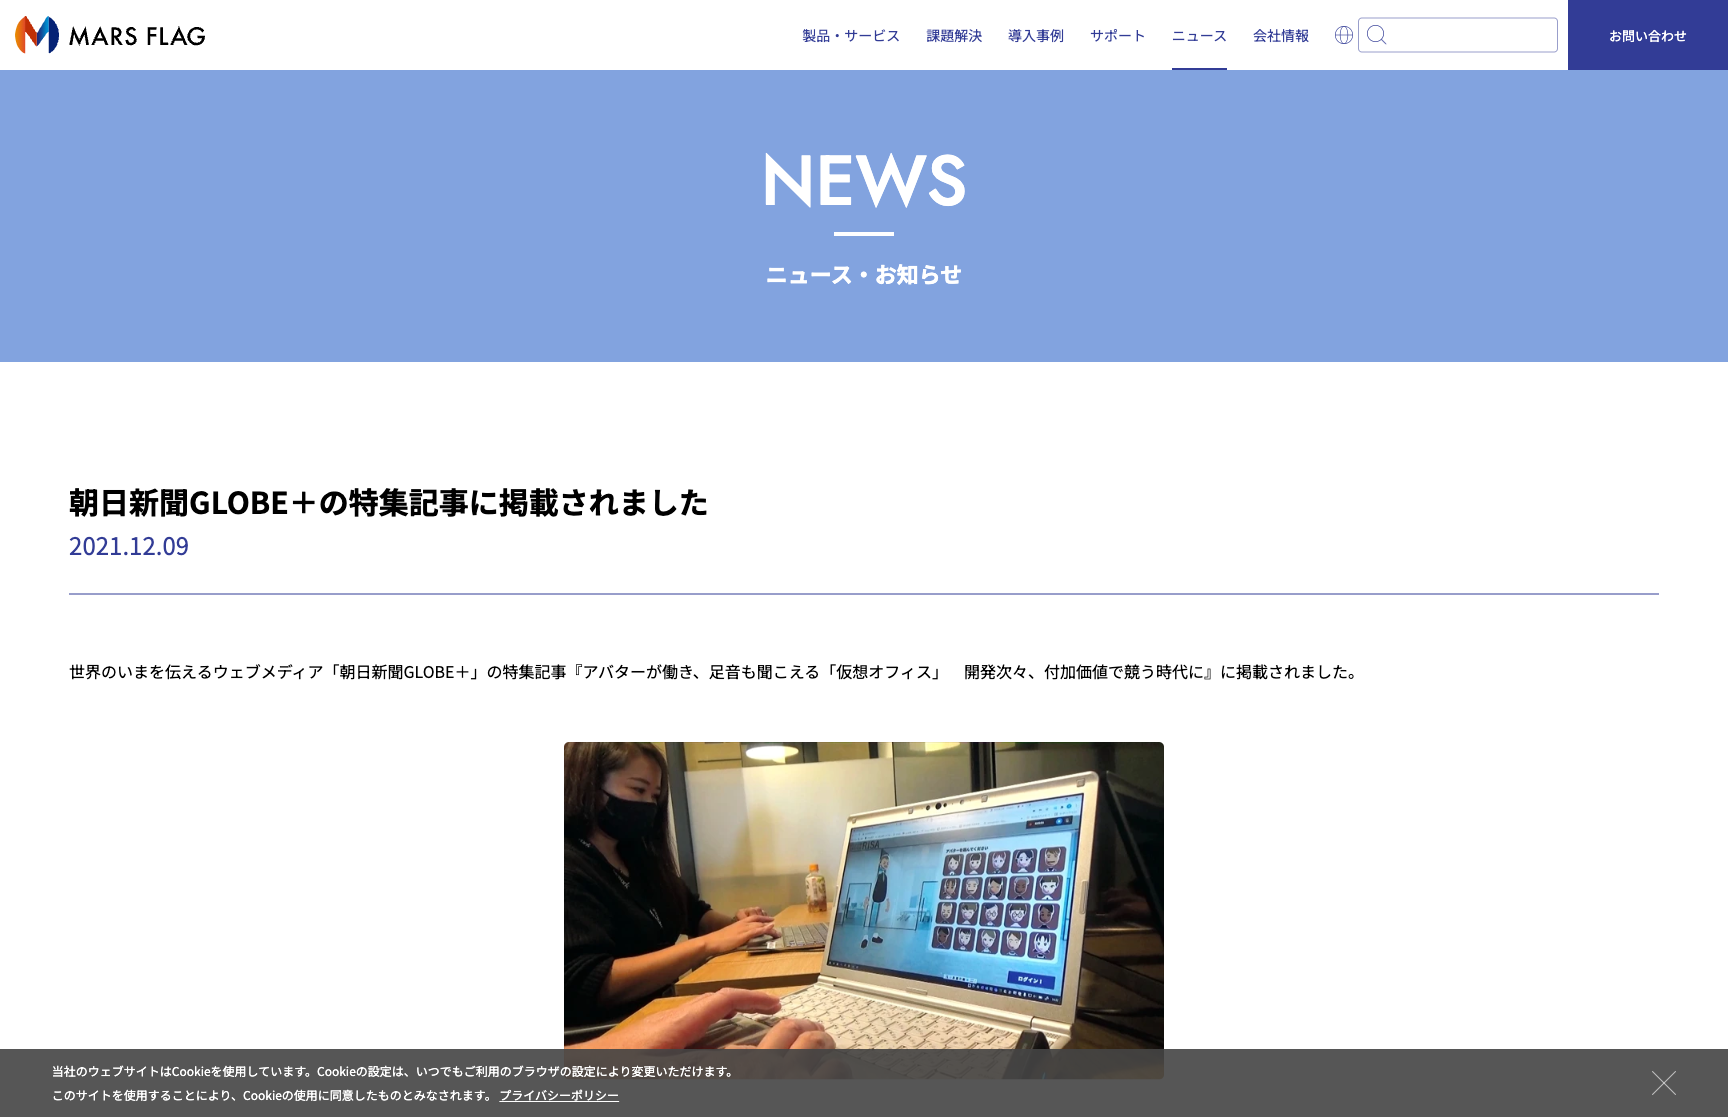 MARS FLAG
製品・サービス 課題解決 導入事例 サポート ニュース 会社情報 お問い合わせ
NEWS
ニュース・お知らせ
朝日新聞GLOBE＋の特集記事に掲載されました
2021.12.09
世界のいまを伝えるウェブメディア「朝日新聞GLOBE＋」の特集記事『アバターが働き、足音も聞こえる「仮想オフィス」　開発次々、付加価値で競う時代に』に掲載されました。
アバターを選んでください
ログイン！
当社のウェブサイトはCookieを使用しています。Cookieの設定は、いつでもご利用のブラウザの設定により変更いただけます。
このサイトを使用することにより、Cookieの使用に同意したものとみなされます。 プライバシーポリシー